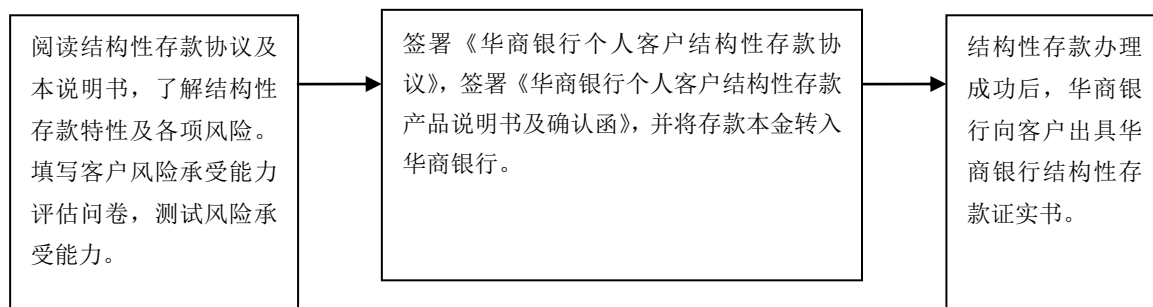 阅读结构性存款协议及
本说明书，了解结构性
存款特性及各项风险。
填写客户风险承受能力
评估问卷，测试风险承
受能力。
签署《华商银行个人客户结构性存款协
议》，签署《华商银行个人客户结构性存款
产品说明书及确认函》，并将存款本金转入
华商银行。
结构性存款办理
成功后，华商银
行向客户出具华
商银行结构性存
款证实书。